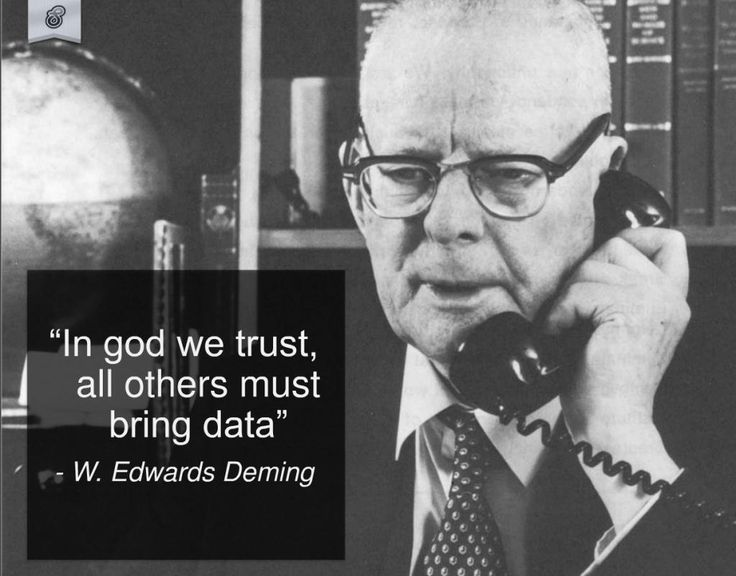 “In god we trust,
all others must
bring data”
- W. Edwards Deming